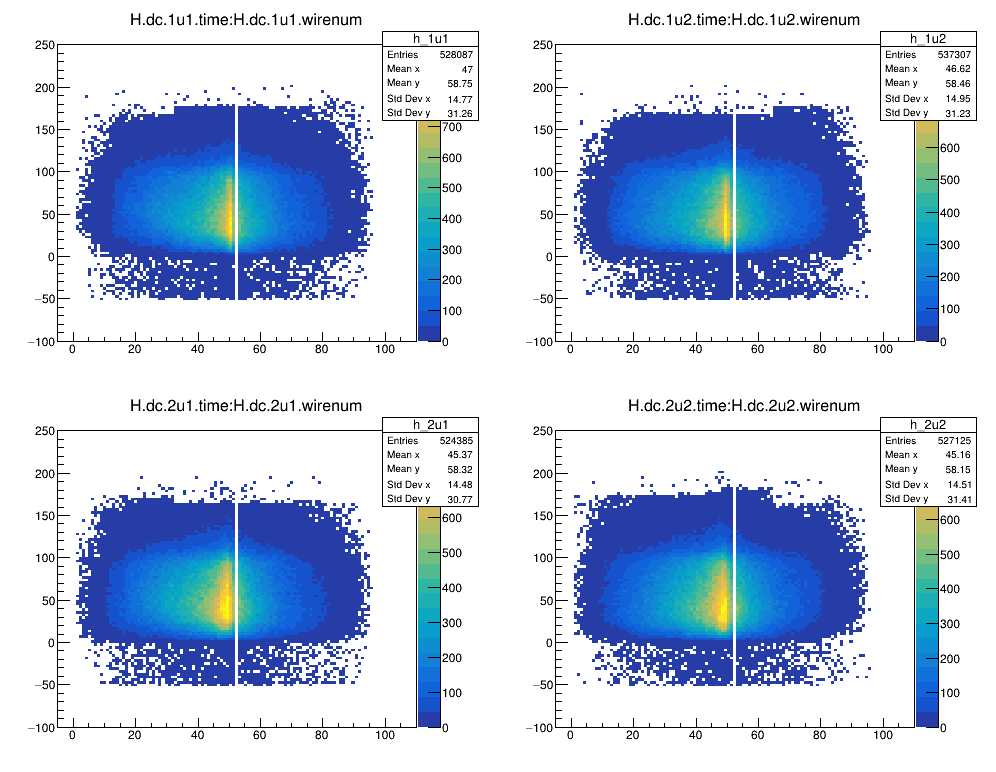 H.dc.1u1.time:H.dc.1u1.wirenum
h_1u1
Entries 528087
Mean x 47
Mean y 58.75
Std Dev x 14.77
Std Dev y 31.26
250
200
150
100
50
0
−50
−100
0 20 40 60 80 100
700
600
500
400
300
200
100
0
H.dc.1u2.time:H.dc.1u2.wirenum
h_1u2
Entries 537307
Mean x 46.62
Mean y 58.46
Std Dev x 14.95
Std Dev y 31.23
250
200
150
100
50
0
−50
−100
0 20 40 60 80 100
600
500
400
300
200
100
0
H.dc.2u1.time:H.dc.2u1.wirenum
h_2u1
Entries 524385
Mean x 45.37
Mean y 58.32
Std Dev x 14.48
Std Dev y 30.77
250
200
150
100
50
0
−50
−100
0 20 40 60 80 100
600
500
400
300
200
100
0
H.dc.2u2.time:H.dc.2u2.wirenum
h_2u2
Entries 527125
Mean x 45.16
Mean y 58.15
Std Dev x 14.51
Std Dev y 31.41
250
200
150
100
50
0
−50
−100
0 20 40 60 80 100
600
500
400
300
200
100
0